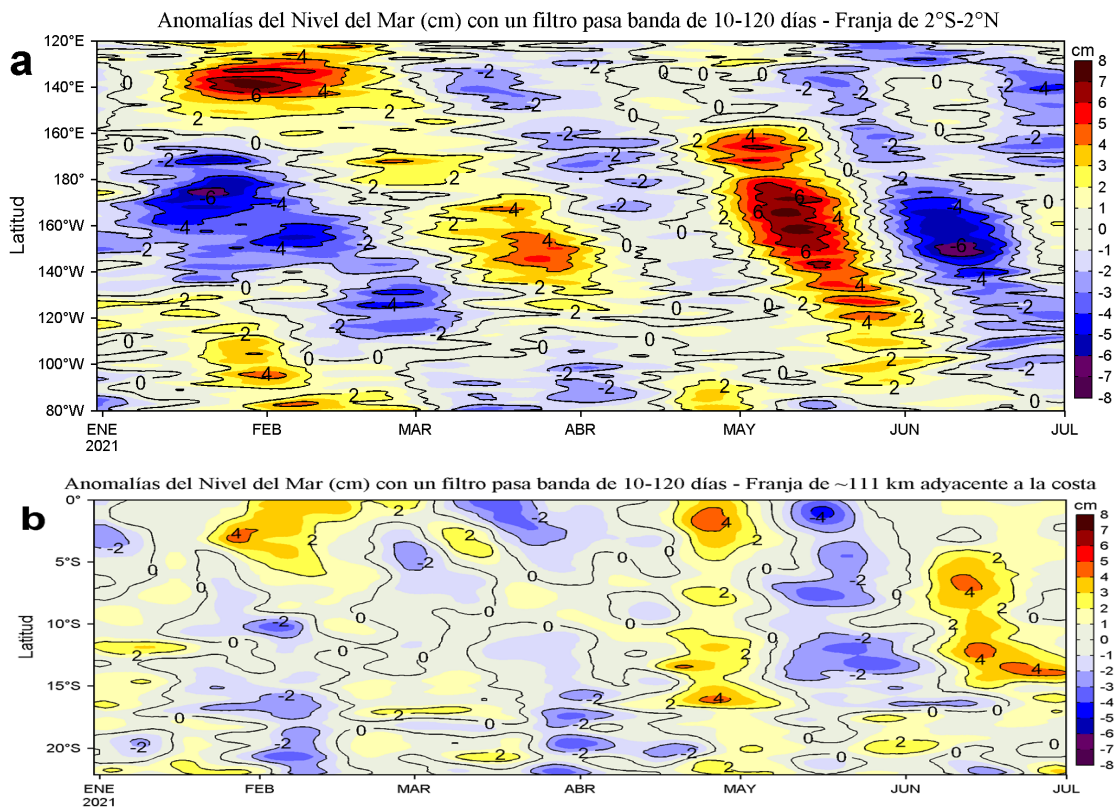 Anomalías del Nivel del Mar (cm) con un filtro pasa banda de 10-120 días - Franja de 2°S-2°N
a
cm
Latitud
120°E
140°E
160°E
180°
160°W
140°W
120°W
100°W
80°W
8
7
6
5
4
3
2
1
0
-1
-2
-3
-4
-5
-6
-7
-8
ENE FEB MAR ABR MAY JUN JUL
2021
Anomalías del Nivel del Mar (cm) con un filtro pasa banda de 10-120 días - Franja de ~111 km adyacente a la costa
b
cm
Latitud
0°
5°S
10°S
15°S
20°S
8
7
6
5
4
3
2
1
0
-1
-2
-3
-4
-5
-6
-7
-8
ENE FEB MAR ABR MAY JUN JUL
2021